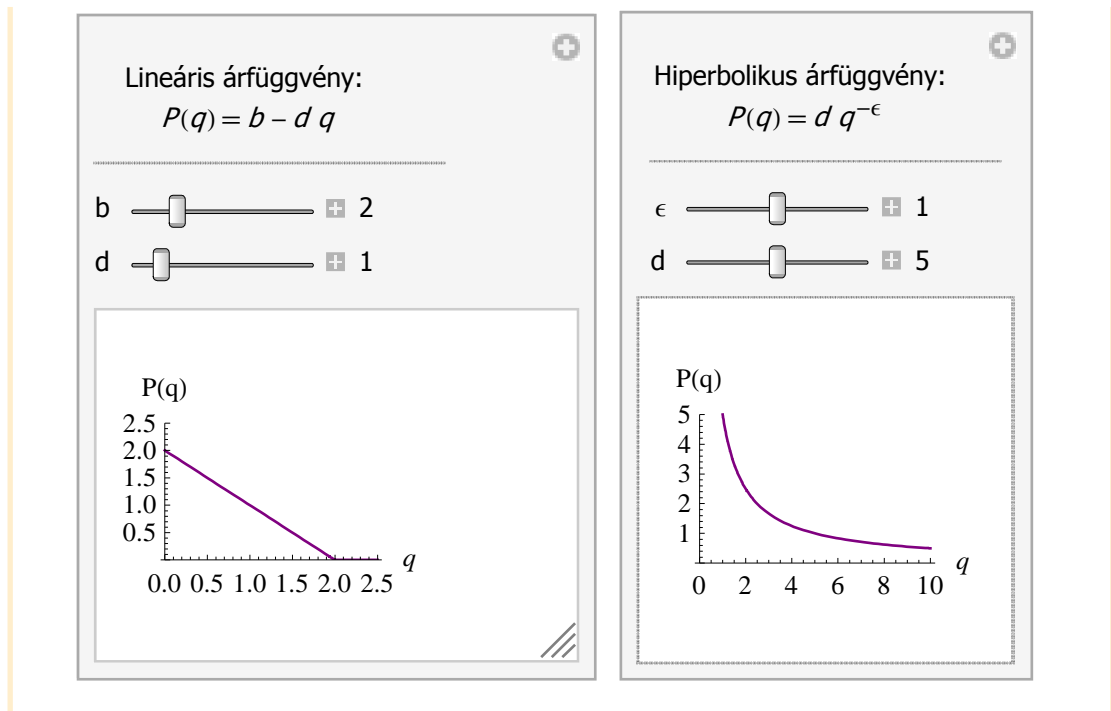 Lineáris árfüggvény:
P(q) = b – d q
b 2
d 1
P(q)
2.5
2.0
1.5
1.0
0.5
0.0 0.5 1.0 1.5 2.0 2.5
q
Hiperbolikus árfüggvény:
P(q) = d q^−ϵ
ϵ 1
d 5
P(q)
5
4
3
2
1
0 2 4 6 8 10
q